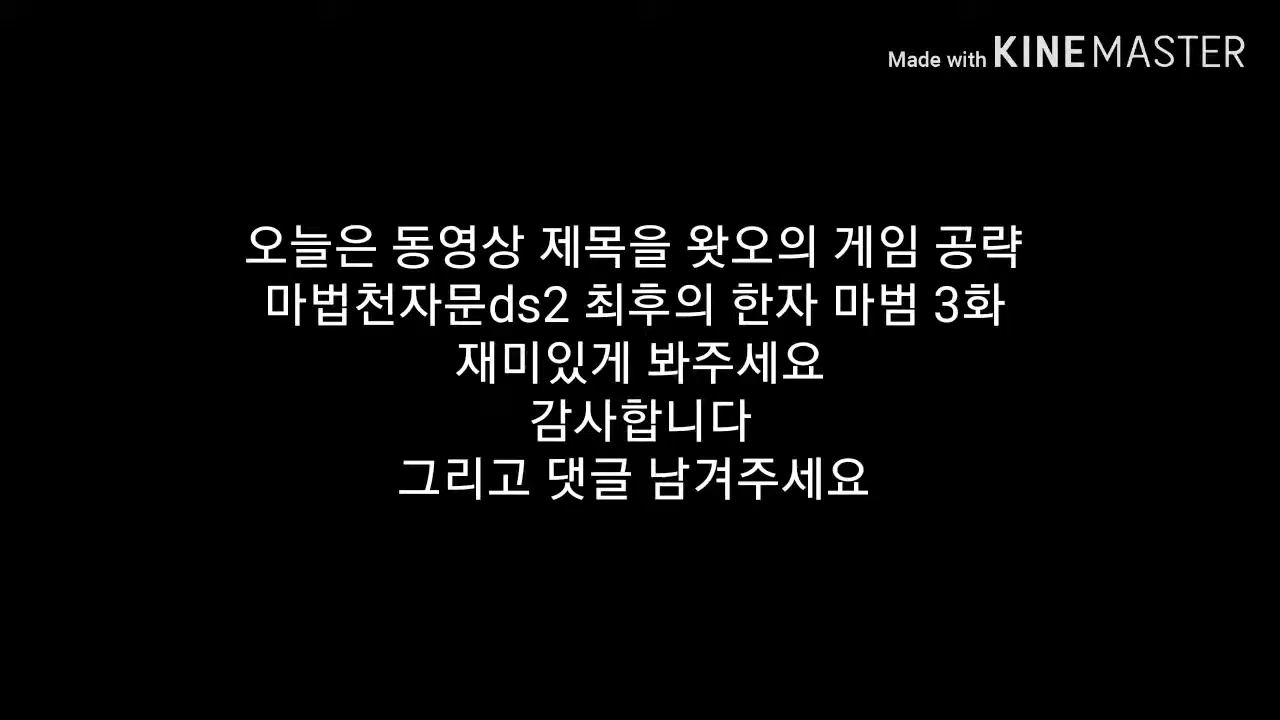 Made with KINEMASTER
오늘은 동영상 제목을 왓오의 게임 공략
마법천자문ds2 최후의 한자 마범 3화
재미있게 봐주세요
감사합니다
그리고 댓글 남겨주세요